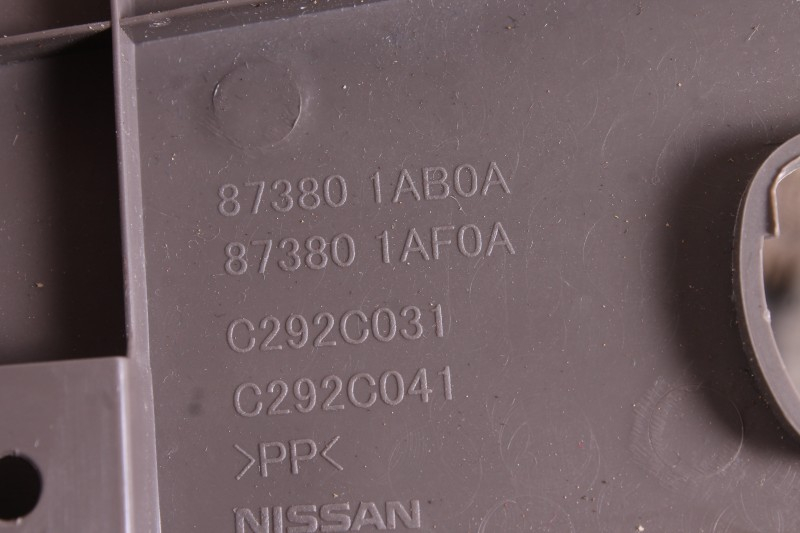 87380 1AB0A
87380 1AF0A
C292C031
C292C041
>PP<
NISSAN